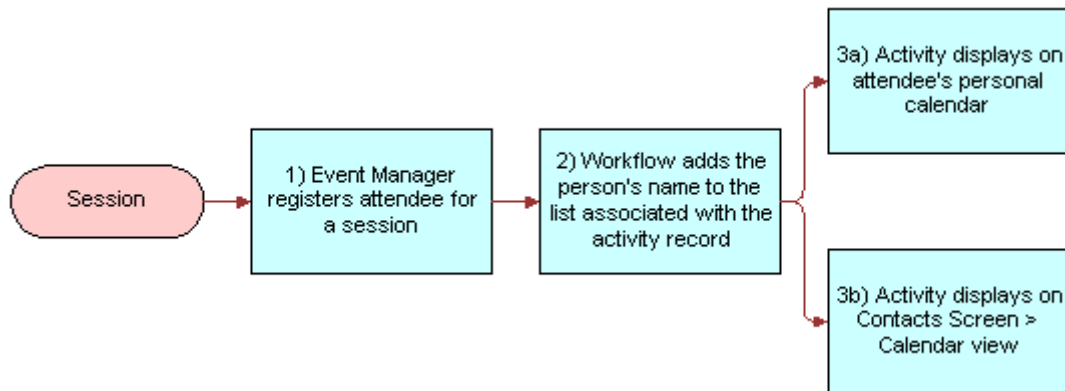 Session
1) Event Manager
registers attendee for
a session
2) Workflow adds the
person's name to the
list associated with the
activity record
3a) Activity displays on
attendee's personal
calendar
3b) Activity displays on
Contacts Screen >
Calendar view